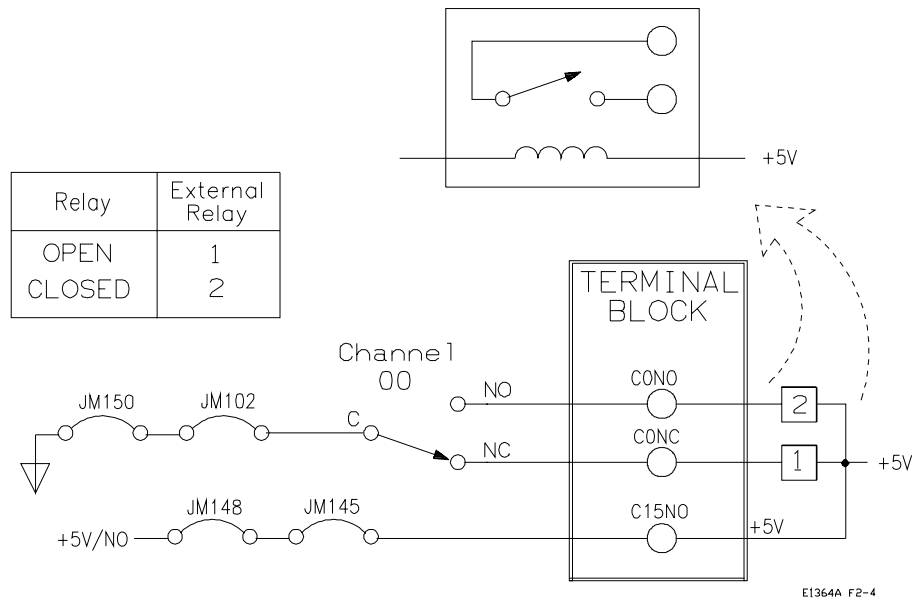 +5V
Relay
External
Relay
OPEN
1
CLOSED
2
TERMINAL
BLOCK
Channel
00
JM150
JM102
C
NO
C0NO
2
NC
C0NC
1
+5V
+5V/NO
JM148
JM145
C15NO
+5V
E1364A F2-4